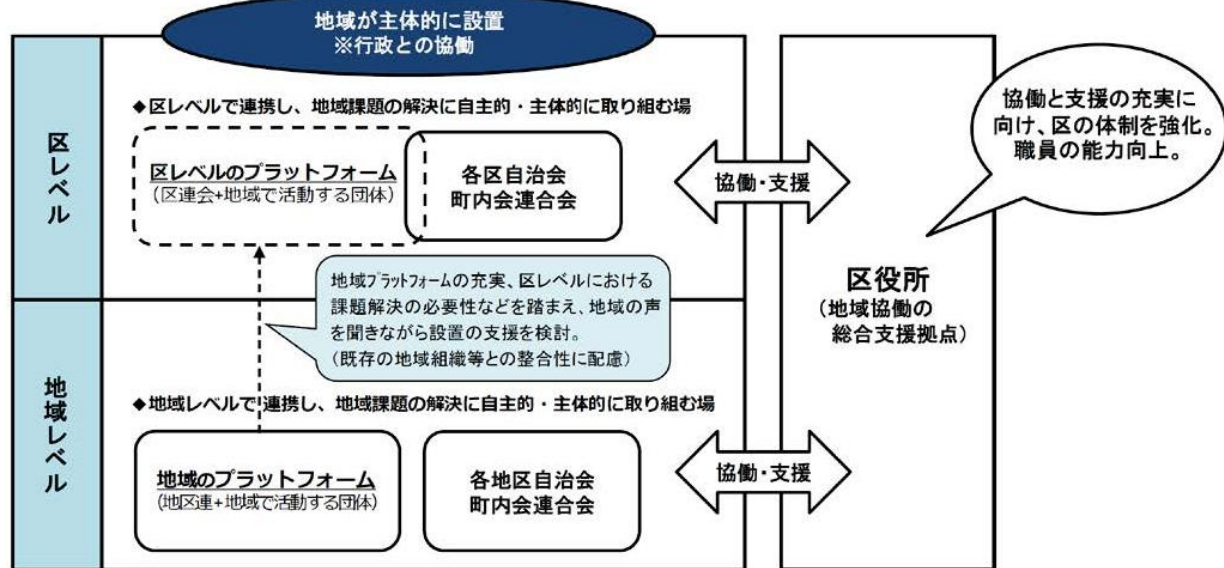 地域が主体的に設置
※行政との協働
区レベル
◆区レベルで連携し、地域課題の解決に自主的・主体的に取り組む場
区レベルのプラットフォーム
(区連会+地域で活動する団体)
各区自治会
町内会連合会
協働・支援
協働と支援の充実に
向け、区の体制を強化。
職員の能力向上。
地域プラットフォームの充実、区レベルにおける
課題解決の必要性などを踏まえ、地域の声
を聞きながら設置の支援を検討。
(既存の地域組織等との整合性に配慮)
区役所
(地域協働の
総合支援拠点)
地域レベル
◆地域レベルで連携し、地域課題の解決に自主的・主体的に取り組む場
地域のプラットフォーム
(地区連+地域で活動する団体)
各地区自治会
町内会連合会
協働・支援